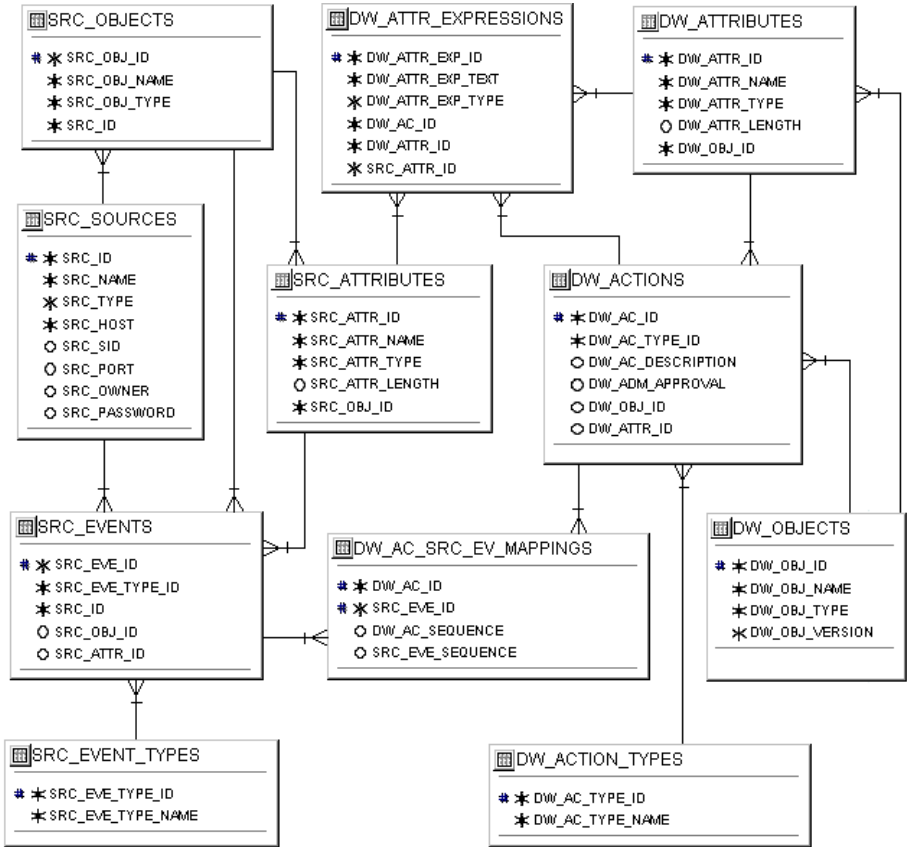 SRC_OBJECTS
# * SRC_OBJ_ID
* SRC_OBJ_NAME
* SRC_OBJ_TYPE
* SRC_ID
DW_ATTR_EXPRESSIONS
# * DW_ATTR_EXP_ID
* DW_ATTR_EXP_TEXT
* DW_ATTR_EXP_TYPE
* DW_AC_ID
* DW_ATTR_ID
* SRC_ATTR_ID
DW_ATTRIBUTES
# * DW_ATTR_ID
* DW_ATTR_NAME
* DW_ATTR_TYPE
O DW_ATTR_LENGTH
* DW_OBJ_ID
SRC_SOURCES
# * SRC_ID
* SRC_NAME
* SRC_TYPE
* SRC_HOST
O SRC_SID
O SRC_PORT
O SRC_OWNER
O SRC_PASSWORD
SRC_ATTRIBUTES
# * SRC_ATTR_ID
* SRC_ATTR_NAME
* SRC_ATTR_TYPE
O SRC_ATTR_LENGTH
* SRC_OBJ_ID
DW_ACTIONS
# * DW_AC_ID
* DW_AC_TYPE_ID
O DW_AC_DESCRIPTION
O DW_ADM_APPROVAL
O DW_OBJ_ID
O DW_ATTR_ID
SRC_EVENTS
# * SRC_EVE_ID
* SRC_EVE_TYPE_ID
* SRC_ID
O SRC_OBJ_ID
O SRC_ATTR_ID
DW_AC_SRC_EV_MAPPINGS
# * DW_AC_ID
# * SRC_EVE_ID
O DW_AC_SEQUENCE
O SRC_EVE_SEQUENCE
DW_OBJECTS
# * DW_OBJ_ID
* DW_OBJ_NAME
* DW_OBJ_TYPE
* DW_OBJ_VERSION
SRC_EVENT_TYPES
# * SRC_EVE_TYPE_ID
* SRC_EVE_TYPE_NAME
DW_ACTION_TYPES
# * DW_AC_TYPE_ID
* DW_AC_TYPE_NAME